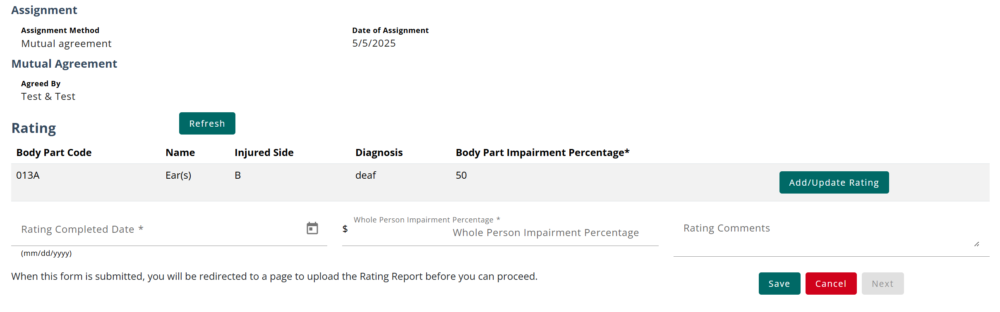 Assignment
Assignment Method
Date of Assignment
Mutual agreement
5/5/2025
Mutual Agreement
Agreed By
Test & Test
Rating
Refresh
Body Part Code Name Injured Side Diagnosis Body Part Impairment Percentage*
013A Ear(s) B deaf 50 Add/Update Rating
Whole Person Impairment Percentage *
Rating Completed Date * $ Whole Person Impairment Percentage Rating Comments
(mm/dd/yyyy)
When this form is submitted, you will be redirected to a page to upload the Rating Report before you can proceed.
Save Cancel Next